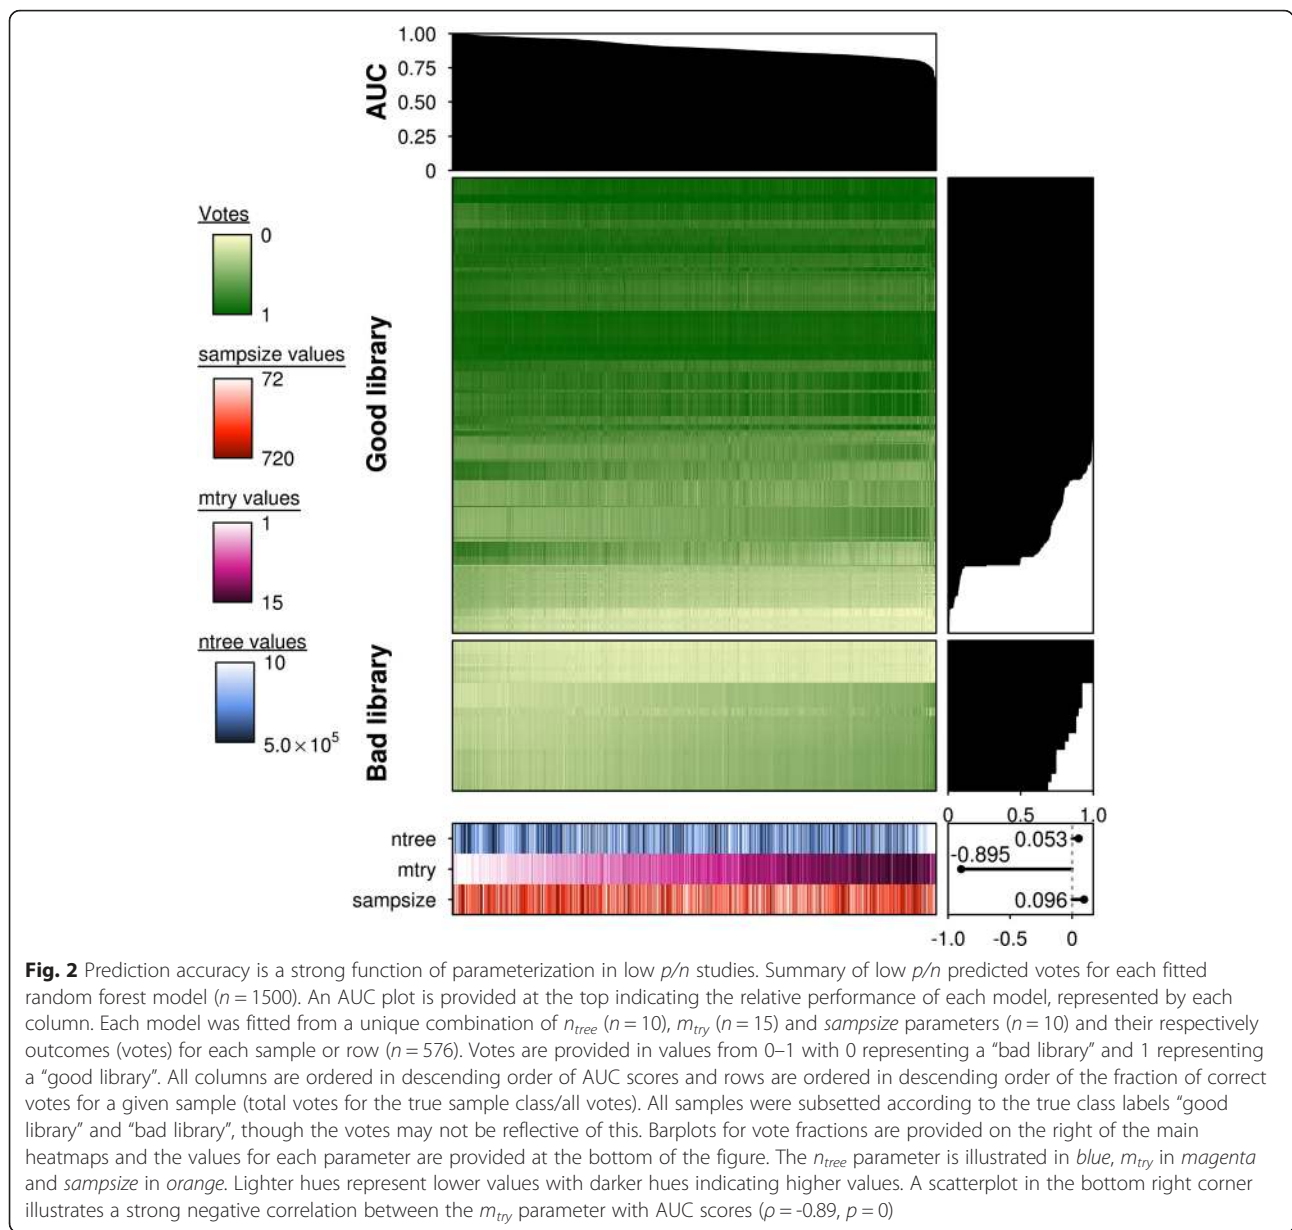 AUC
1.00
0.75
0.50
0.25
0
Votes
0
1
sampsize values
72
720
mtry values
1
15
ntree values
10
5.0×10⁵
Good library
Bad library
0 0.5 1.0
ntree
mtry
sampsize
0.053
-0.895
0.096
-1.0 -0.5 0
Fig. 2 Prediction accuracy is a strong function of parameterization in low p/n studies. Summary of low p/n predicted votes for each fitted
random forest model (n = 1500). An AUC plot is provided at the top indicating the relative performance of each model, represented by each
column. Each model was fitted from a unique combination of ntree (n = 10), mtry (n = 15) and sampsize parameters (n = 10) and their respectively
outcomes (votes) for each sample or row (n = 576). Votes are provided in values from 0–1 with 0 representing a “bad library” and 1 representing
a “good library”. All columns are ordered in descending order of AUC scores and rows are ordered in descending order of the fraction of correct
votes for a given sample (total votes for the true sample class/all votes). All samples were subsetted according to the true class labels “good
library” and “bad library”, though the votes may not be reflective of this. Barplots for vote fractions are provided on the right of the main
heatmaps and the values for each parameter are provided at the bottom of the figure. The ntree parameter is illustrated in blue, mtry in magenta
and sampsize in orange. Lighter hues represent lower values with darker hues indicating higher values. A scatterplot in the bottom right corner
illustrates a strong negative correlation between the mtry parameter with AUC scores (ρ = -0.89, p = 0)